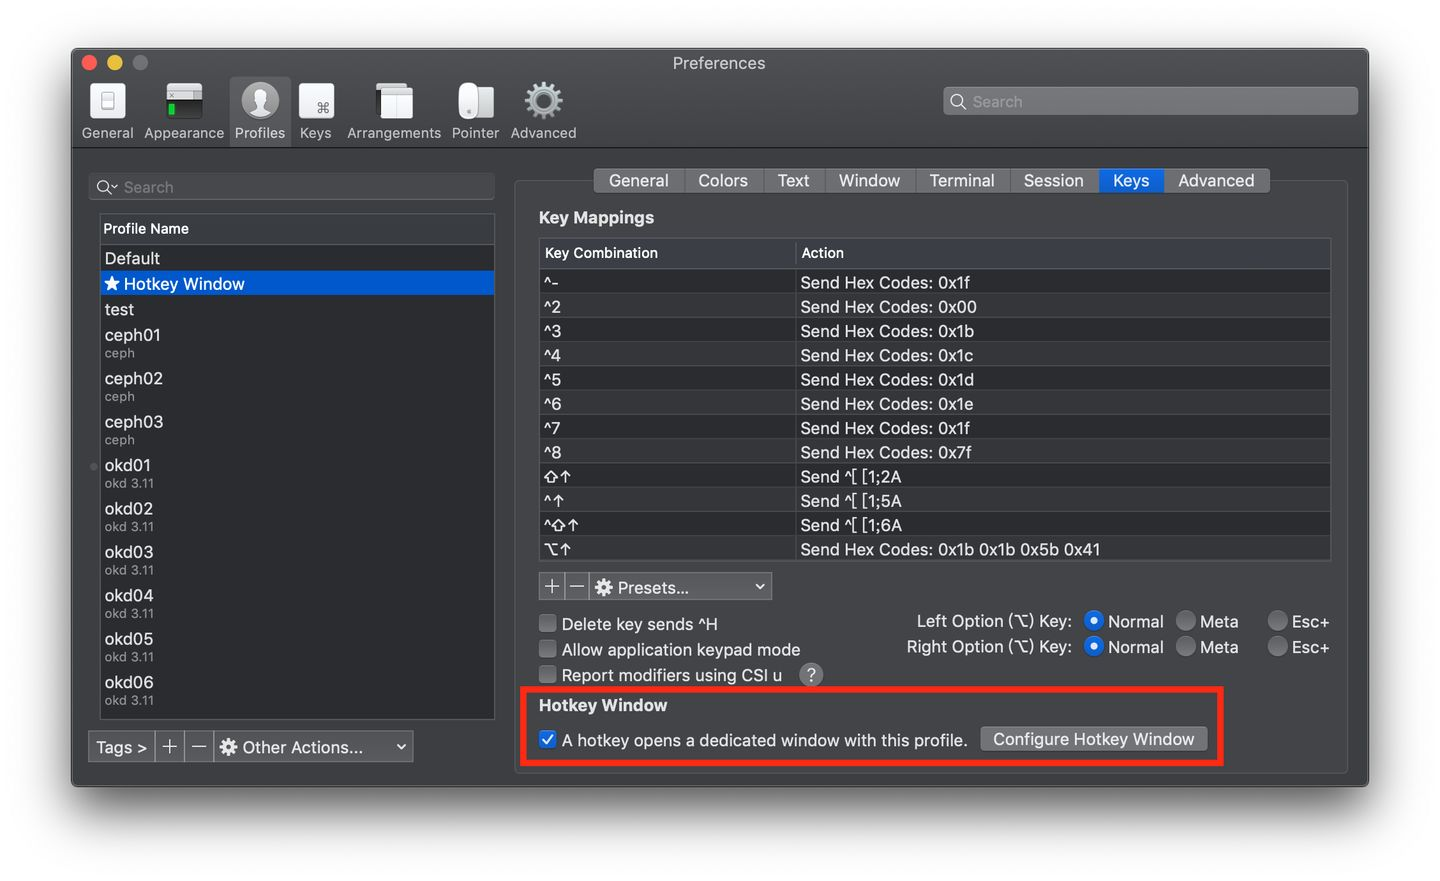 Preferences
General Appearance Profiles Keys Arrangements Pointer Advanced
Search
Search
Profile Name
Default
★ Hotkey Window
test
ceph01
ceph
ceph02
ceph
ceph03
ceph
okd01
okd 3.11
okd02
okd 3.11
okd03
okd 3.11
okd04
okd 3.11
okd05
okd 3.11
okd06
okd 3.11
Tags > + − Other Actions...
General Colors Text Window Terminal Session Keys Advanced
Key Mappings
Key Combination Action
^- Send Hex Codes: 0x1f
^2 Send Hex Codes: 0x00
^3 Send Hex Codes: 0x1b
^4 Send Hex Codes: 0x1c
^5 Send Hex Codes: 0x1d
^6 Send Hex Codes: 0x1e
^7 Send Hex Codes: 0x1f
^8 Send Hex Codes: 0x7f
⇧↑ Send ^[ [1;2A
^↑ Send ^[ [1;5A
^⇧↑ Send ^[ [1;6A
⌥↑ Send Hex Codes: 0x1b 0x1b 0x5b 0x41
+ − Presets...
Delete key sends ^H
Allow application keypad mode
Report modifiers using CSI u ?
Left Option (⌥) Key: Normal Meta Esc+
Right Option (⌥) Key: Normal Meta Esc+
Hotkey Window
A hotkey opens a dedicated window with this profile. Configure Hotkey Window